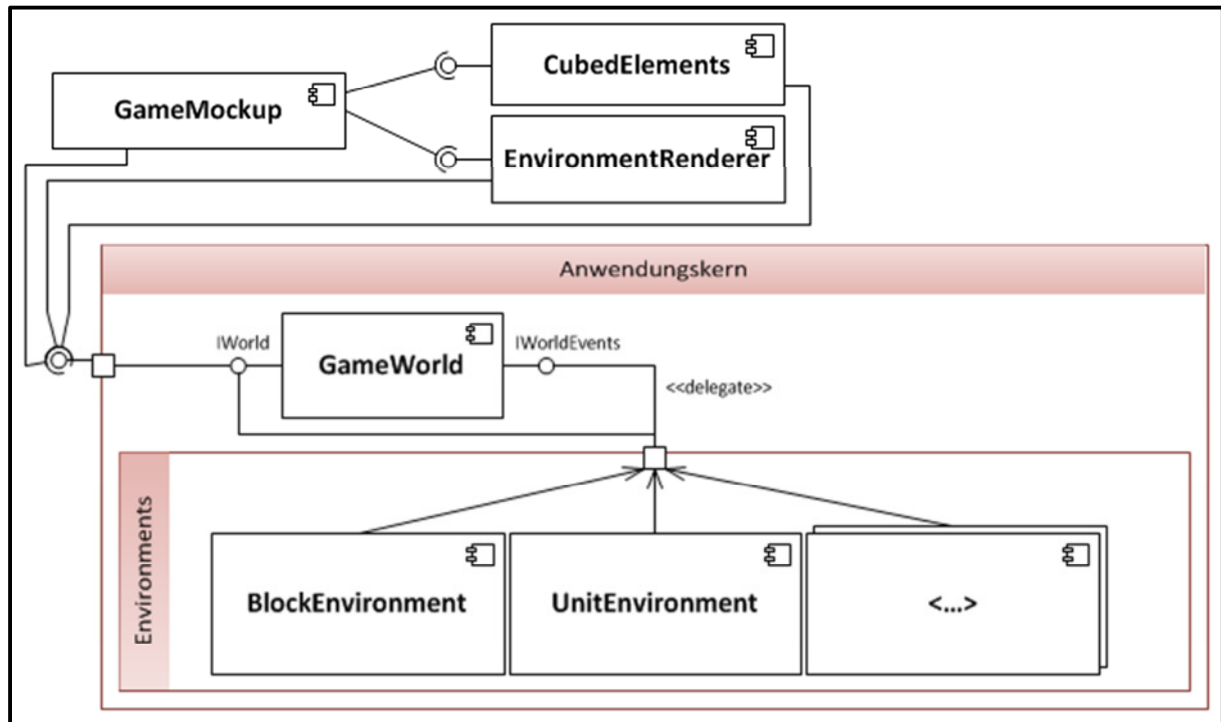 CubedElements
GameMockup
EnvironmentRenderer
Anwendungskern
IWorld
IWorldEvents
GameWorld
<<delegate>>
Environments
BlockEnvironment
UnitEnvironment
<...>